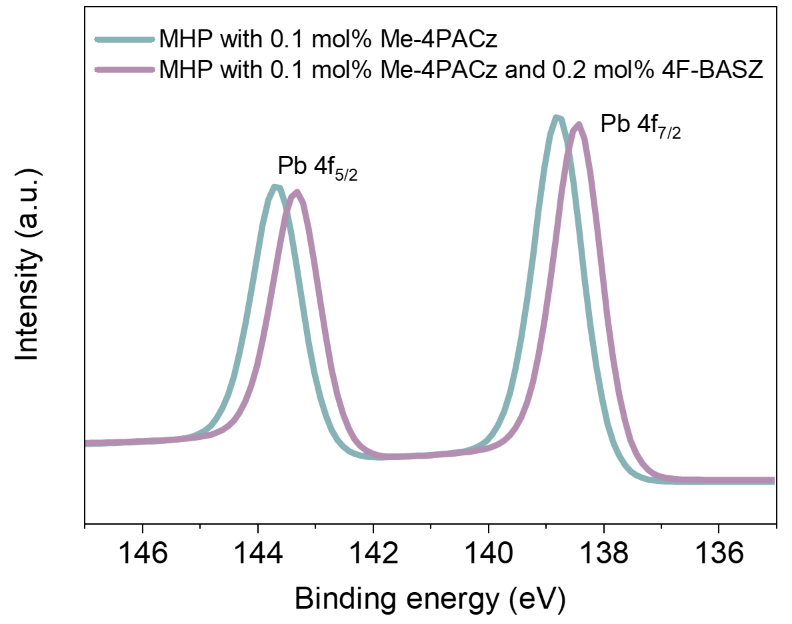 MHP with 0.1 mol% Me-4PACz
MHP with 0.1 mol% Me-4PACz and 0.2 mol% 4F-BASZ
Pb 4f7/2
Pb 4f5/2
Intensity (a.u.)
146 144 142 140 138 136
Binding energy (eV)